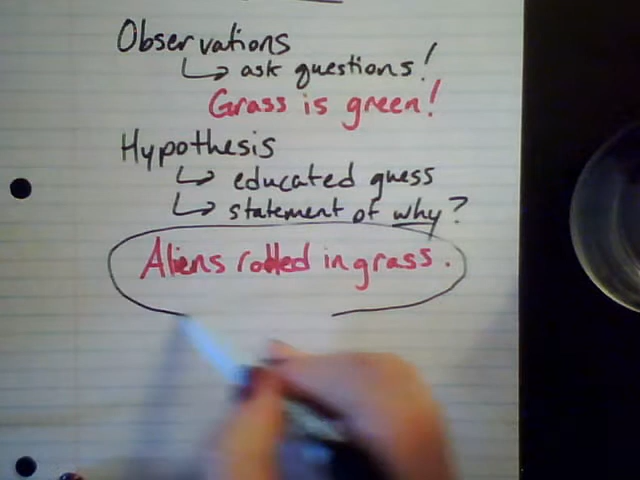 Observations
↳ ask questions!
Grass is green!
Hypothesis
↳ educated guess
↳ statement of why?
Aliens rolled in grass.